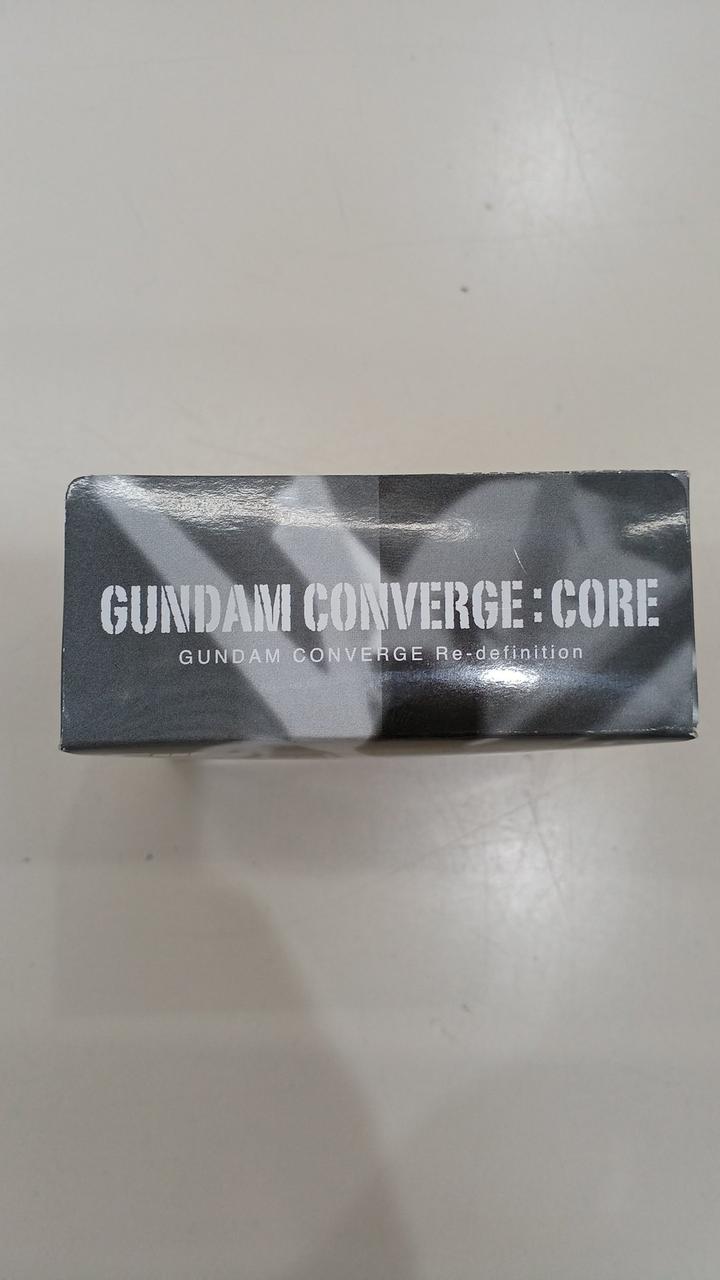 GUNDAM CONVERGE:CORE
GUNDAM CONVERGE Re-definition